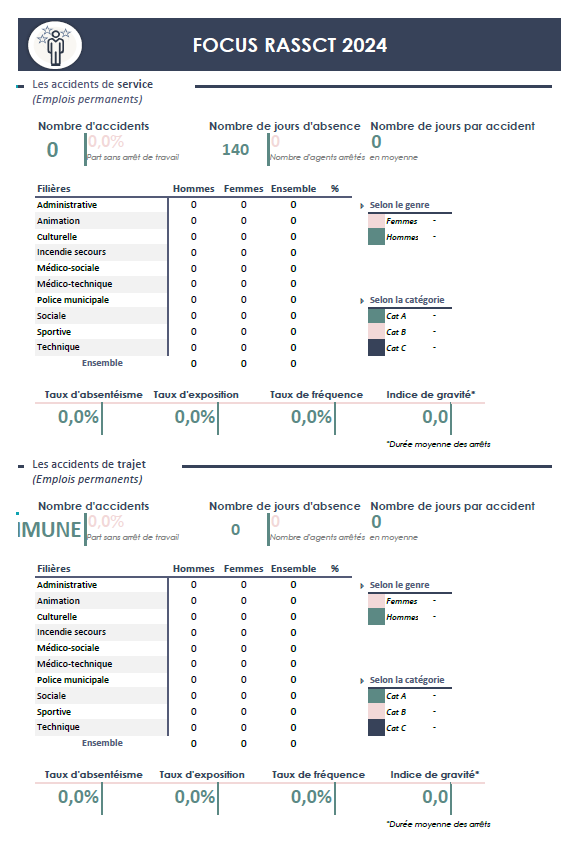 FOCUS RASSCT 2024
Les accidents de service
(Emplois permanents)
Nombre d'accidents Nombre de jours d'absence Nombre de jours par accident
0 0,0% 140 0 0
Part sans arrêt de travail Nombre d'agents arrêtés en moyenne
Filières Hommes Femmes Ensemble %
Administrative 0 0 0 Selon le genre
Animation 0 0 0 Femmes -
Culturelle 0 0 0 Hommes -
Incendie secours 0 0 0
Médico-sociale 0 0 0
Médico-technique 0 0 0
Police municipale 0 0 0 Selon la catégorie
Sociale 0 0 0 Cat A -
Sportive 0 0 0 Cat B -
Technique 0 0 0 Cat C -
Ensemble 0 0 0
Taux d'absentéisme Taux d'exposition Taux de fréquence Indice de gravité*
0,0% 0,0% 0,0% 0,0
*Durée moyenne des arrêts
Les accidents de trajet
(Emplois permanents)
Nombre d'accidents Nombre de jours d'absence Nombre de jours par accident
IMUNE 0,0% 0 0 0
Part sans arrêt de travail Nombre d'agents arrêtés en moyenne
Filières Hommes Femmes Ensemble %
Administrative 0 0 0 Selon le genre
Animation 0 0 0 Femmes -
Culturelle 0 0 0 Hommes -
Incendie secours 0 0 0
Médico-sociale 0 0 0
Médico-technique 0 0 0
Police municipale 0 0 0 Selon la catégorie
Sociale 0 0 0 Cat A -
Sportive 0 0 0 Cat B -
Technique 0 0 0 Cat C -
Ensemble 0 0 0
Taux d'absentéisme Taux d'exposition Taux de fréquence Indice de gravité*
0,0% 0,0% 0,0% 0,0
*Durée moyenne des arrêts